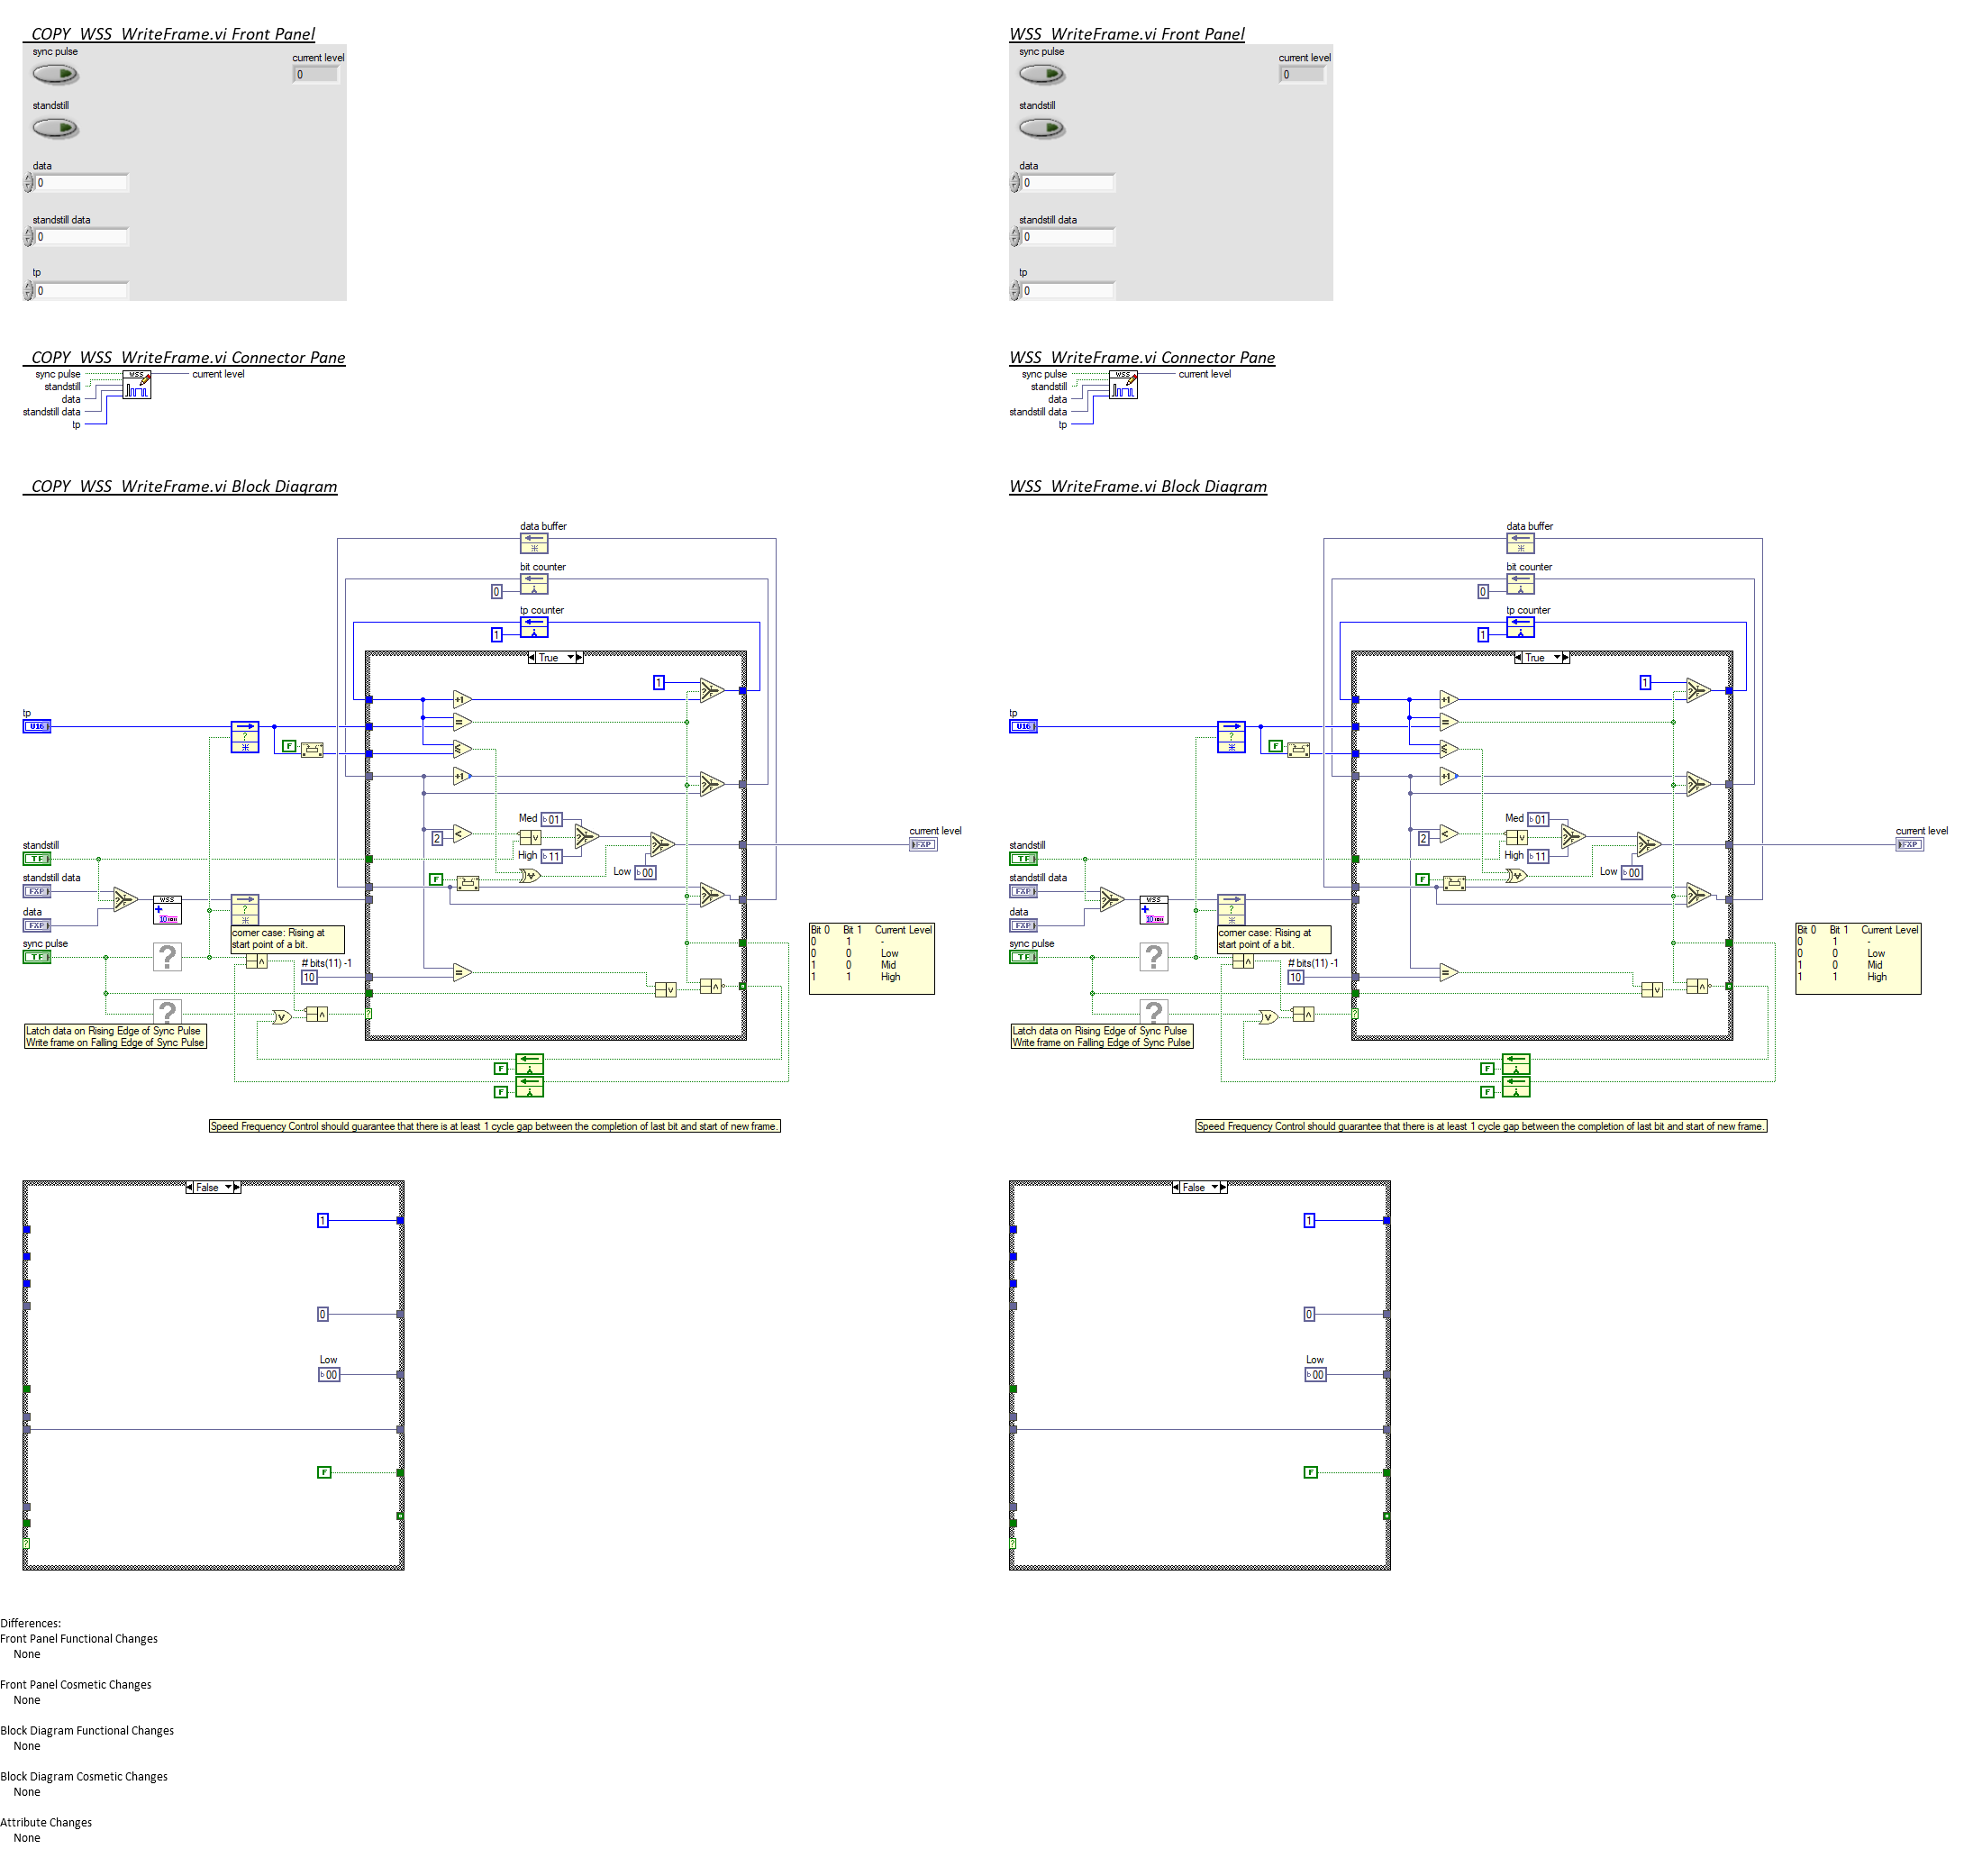 _COPY_WSS_WriteFrame.vi Front Panel
sync pulse
current level
0
standstill
data
0
standstill data
0
tp
0
WSS_WriteFrame.vi Front Panel
sync pulse
current level
0
standstill
data
0
standstill data
0
tp
0
_COPY_WSS_WriteFrame.vi Connector Pane
sync pulse
standstill
data
standstill data
tp
WSS
current level
WSS_WriteFrame.vi Connector Pane
sync pulse
standstill
data
standstill data
tp
WSS
current level
_COPY_WSS_WriteFrame.vi Block Diagram
data buffer
bit counter
0
tp counter
1
True
1
+1
tp
U16
F
+1
Med
01
2
High
11
Low
00
current level
FXP
standstill
TF
standstill data
FXP
data
FXP
WSS
10
sync pulse
TF
F
corner case: Rising at
start point of a bit.
# bits(11) -1
10
Bit 0 Bit 1 Current Level
0 1 -
0 0 Low
1 0 Mid
1 1 High
Latch data on Rising Edge of Sync Pulse
Write frame on Falling Edge of Sync Pulse
F
F
Speed Frequency Control should guarantee that there is at least 1 cycle gap between the completion of last bit and start of new frame.
False
1
0
Low
00
F
WSS_WriteFrame.vi Block Diagram
data buffer
bit counter
0
tp counter
1
True
1
+1
tp
U16
F
+1
Med
01
2
High
11
Low
00
current level
FXP
standstill
TF
standstill data
FXP
data
FXP
WSS
10
sync pulse
TF
F
corner case: Rising at
start point of a bit.
# bits(11) -1
10
Bit 0 Bit 1 Current Level
0 1 -
0 0 Low
1 0 Mid
1 1 High
Latch data on Rising Edge of Sync Pulse
Write frame on Falling Edge of Sync Pulse
F
F
Speed Frequency Control should guarantee that there is at least 1 cycle gap between the completion of last bit and start of new frame.
False
1
0
Low
00
F
Differences:
Front Panel Functional Changes
None
Front Panel Cosmetic Changes
None
Block Diagram Functional Changes
None
Block Diagram Cosmetic Changes
None
Attribute Changes
None